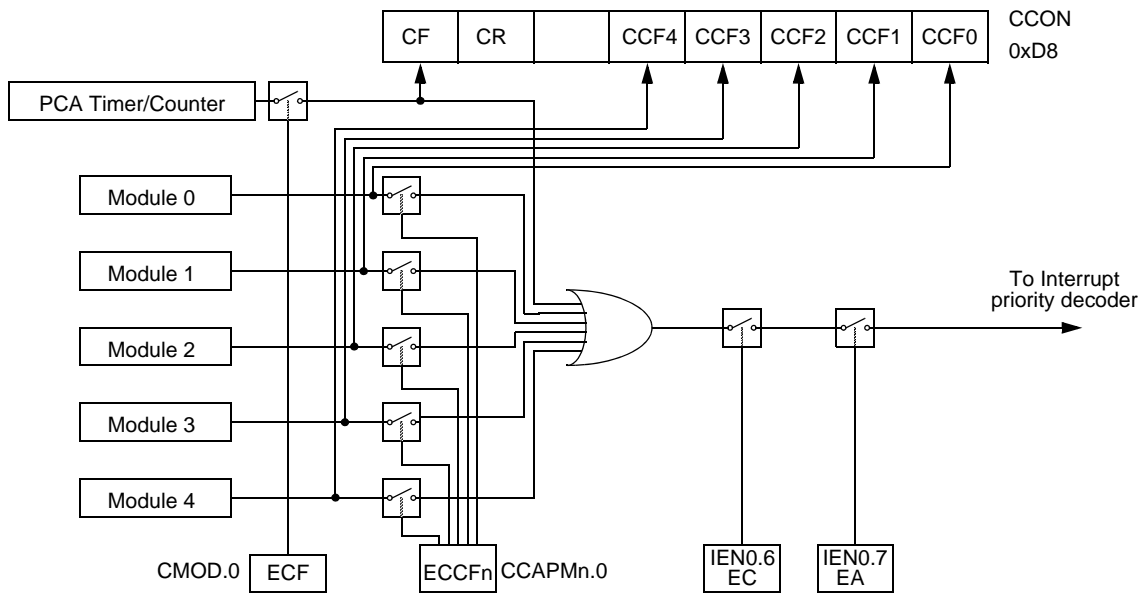 CF CR CCF4 CCF3 CCF2 CCF1 CCF0
CCON
0xD8
PCA Timer/Counter
Module 0
Module 1
Module 2
Module 3
Module 4
To Interrupt
priority decoder
CMOD.0
ECF
ECCFn
CCAPMn.0
IEN0.6
EC
IEN0.7
EA